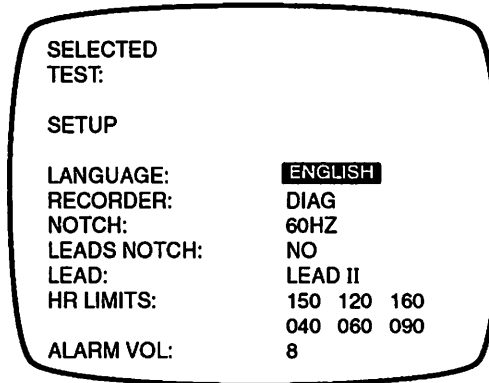 SELECTED
TEST:
SETUP
LANGUAGE: ENGLISH
RECORDER: DIAG
NOTCH: 60HZ
LEADS NOTCH: NO
LEAD: LEAD II
HR LIMITS: 150 120 160
040 060 090
ALARM VOL: 8